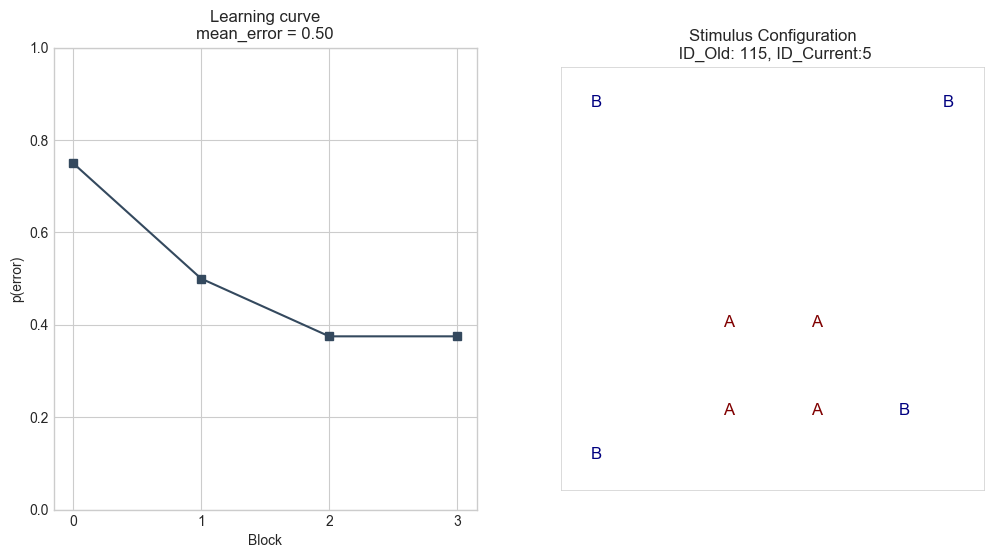 Learning curve
mean_error = 0.50
1.0
0.8
0.6
0.4
0.2
0.0
p(error)
0 1 2 3
Block
Stimulus Configuration
ID_Old: 115, ID_Current:5
B B
A A
A A B
B